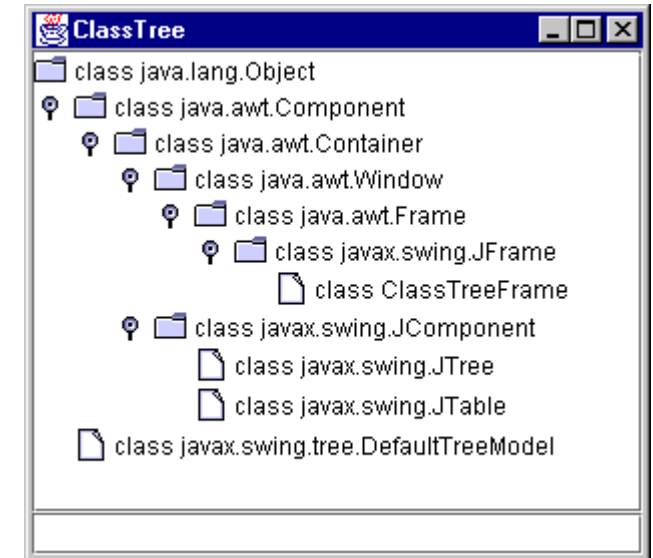 ClassTree
class java.lang.Object
class java.awt.Component
class java.awt.Container
class java.awt.Window
class java.awt.Frame
class javax.swing.JFrame
class ClassTreeFrame
class javax.swing.JComponent
class javax.swing.JTree
class javax.swing.JTable
class javax.swing.tree.DefaultTreeModel